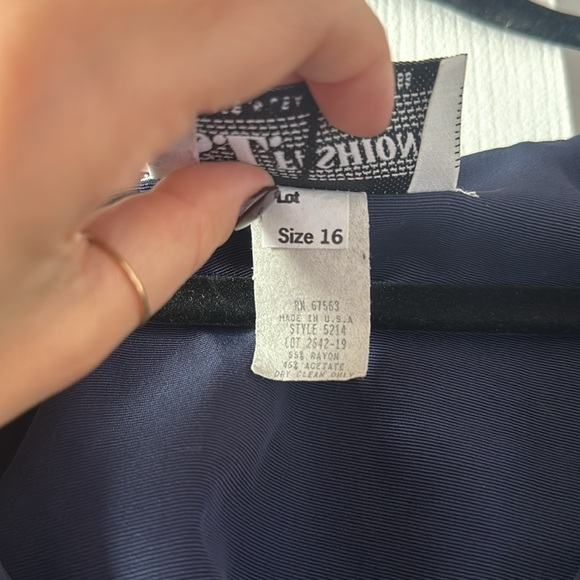 FASHION
Lot
Size 16
RN 67563
MADE IN U.S.A
STYLE 5214
LOT 2642-19
55% RAYON
45% ACETATE
DRY CLEAN ONLY